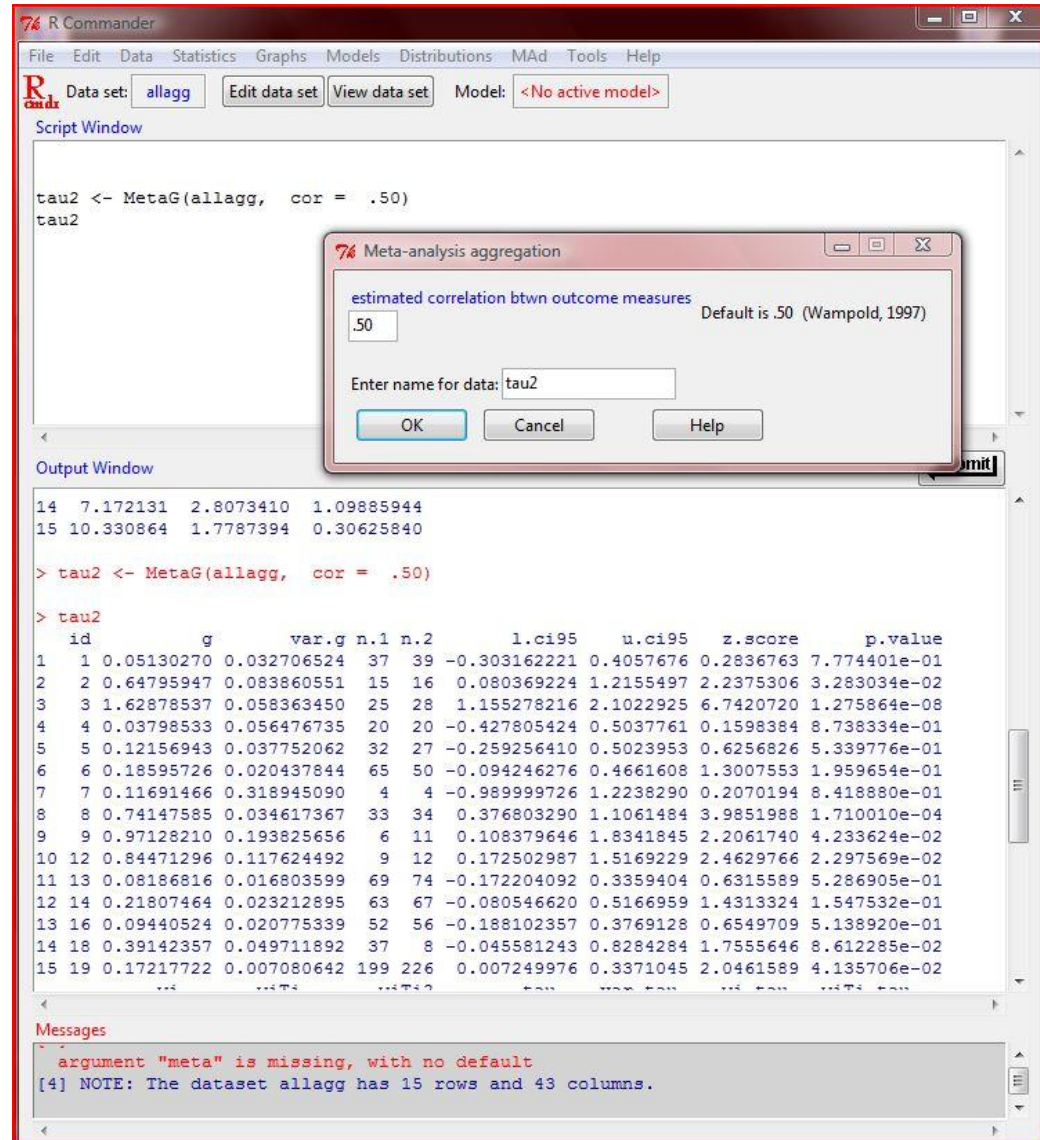 R Commander
File Edit Data Statistics Graphs Models Distributions MAd Tools Help
R cmdr Data set: allagg Edit data set View data set Model: <No active model>
Script Window
tau2 <- MetaG(allagg,  cor =  .50)
tau2
Meta-analysis aggregation
estimated correlation btwn outcome measures
.50 Default is .50 (Wampold, 1997)
Enter name for data: tau2
OK Cancel Help
Output Window
14  7.172131  2.8073410  1.09885944
15 10.330864  1.7787394  0.30625840
> tau2 <- MetaG(allagg,  cor =  .50)
> tau2
id g var.g n.1 n.2 l.ci95 u.ci95 z.score p.value
1 1 0.05130270 0.032706524 37 39 -0.303162221 0.4057676 0.2836763 7.774401e-01
2 2 0.64795947 0.083860551 15 16 0.080369224 1.2155497 2.2375306 3.283034e-02
3 3 1.62878537 0.058363450 25 28 1.155278216 2.1022925 6.7420720 1.275864e-08
4 4 0.03798533 0.056476735 20 20 -0.427805424 0.5037761 0.1598384 8.738334e-01
5 5 0.12156943 0.037752062 32 27 -0.259256410 0.5023953 0.6256826 5.339776e-01
6 6 0.18595726 0.020437844 65 50 -0.094246276 0.4661608 1.3007553 1.959654e-01
7 7 0.11691466 0.318945090 4 4 -0.989999726 1.2238290 0.2070194 8.418880e-01
8 8 0.74147585 0.034617367 33 34 0.376803290 1.1061484 3.9851988 1.710010e-04
9 9 0.97128210 0.193825656 6 11 0.108379646 1.8341845 2.2061740 4.233624e-02
10 12 0.84471296 0.117624492 9 12 0.172502987 1.5169229 2.4629766 2.297569e-02
11 13 0.08186816 0.016803599 69 74 -0.172204092 0.3359404 0.6315589 5.286905e-01
12 14 0.21807464 0.023212895 63 67 -0.080546620 0.5166959 1.4313324 1.547532e-01
13 16 0.09440524 0.020775339 52 56 -0.188102357 0.3769128 0.6549709 5.138920e-01
14 18 0.39142357 0.049711892 37 8 -0.045581243 0.8284284 1.7555646 8.612285e-02
15 19 0.17217722 0.007080642 199 226 0.007249976 0.3371045 2.0461589 4.135706e-02
Messages
argument "meta" is missing, with no default
[4] NOTE: The dataset allagg has 15 rows and 43 columns.